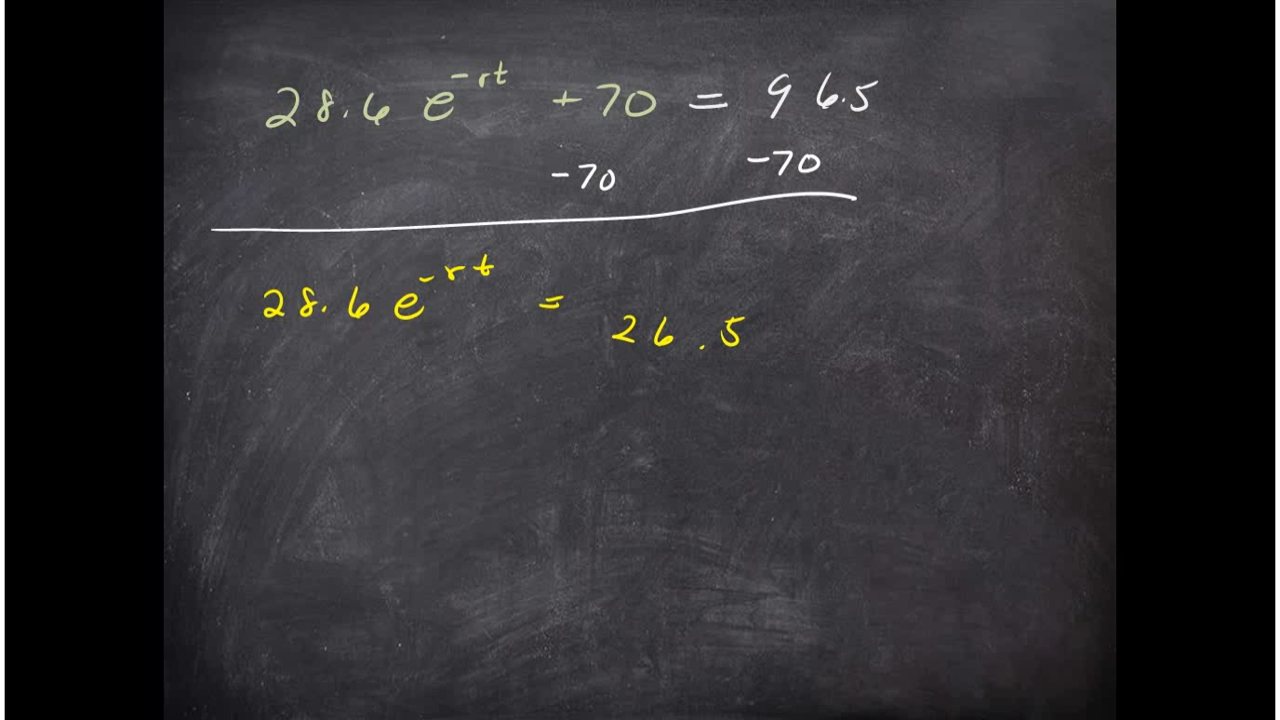 28.6 e^-rt + 70 = 96.5
-70 -70
28.6 e^-rt = 26.5